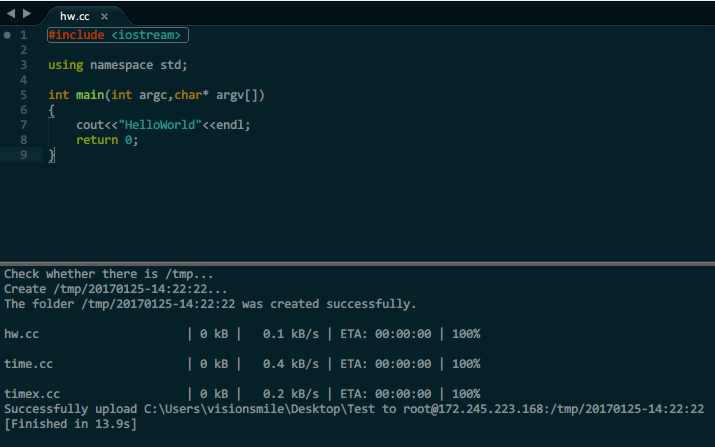 hw.cc ×
1 #include <iostream>
2
3 using namespace std;
4
5 int main(int argc,char* argv[])
6 {
7 cout<<"HelloWorld"<<endl;
8 return 0;
9 }
Check whether there is /tmp...
Create /tmp/20170125-14:22:22...
The folder /tmp/20170125-14:22:22 was created successfully.
hw.cc | 0 kB | 0.1 kB/s | ETA: 00:00:00 | 100%
time.cc | 0 kB | 0.4 kB/s | ETA: 00:00:00 | 100%
timex.cc | 0 kB | 0.2 kB/s | ETA: 00:00:00 | 100%
Successfully upload C:\Users\visionsmile\Desktop\Test to root@172.245.223.168:/tmp/20170125-14:22:22
[Finished in 13.9s]